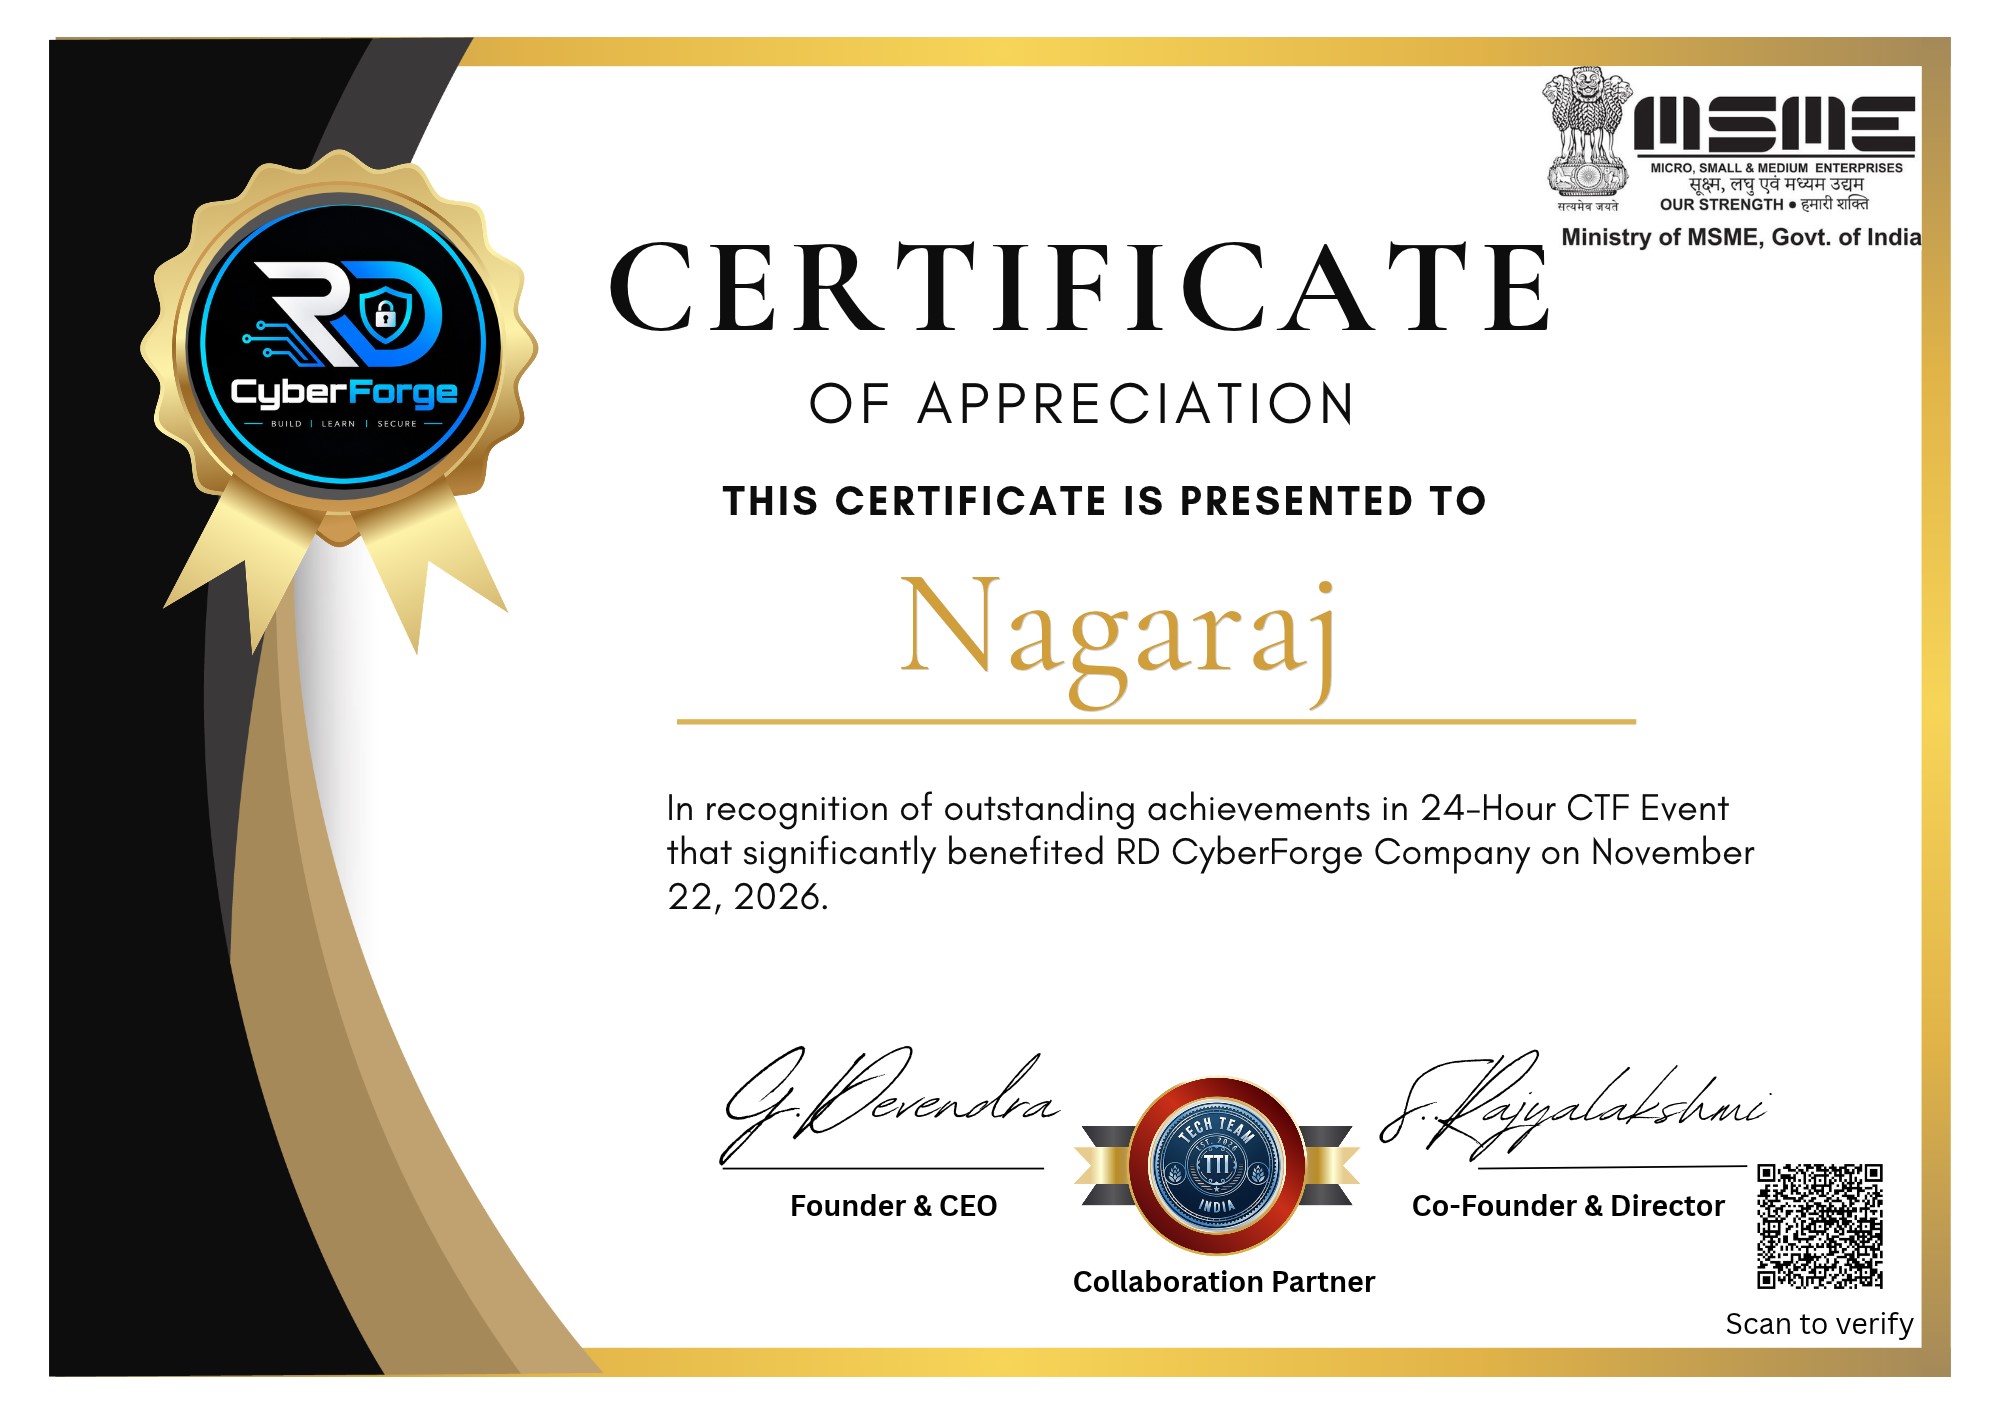 MSME
MICRO, SMALL & MEDIUM ENTERPRISES
सूक्ष्म, लघु एवं मध्यम उद्यम
सत्यमेव जयते
OUR STRENGTH • हमारी शक्ति
Ministry of MSME, Govt. of India
RD
CyberForge
BUILD | LEARN | SECURE
CERTIFICATE
OF APPRECIATION
THIS CERTIFICATE IS PRESENTED TO
Nagaraj
In recognition of outstanding achievements in 24-Hour CTF Event
that significantly benefited RD CyberForge Company on November
22, 2026.
G. Devendra
Founder & CEO
TECH TEAM
EST. 2026
TTI
INDIA
Collaboration Partner
S. Rajyalakshmi
Co-Founder & Director
Scan to verify